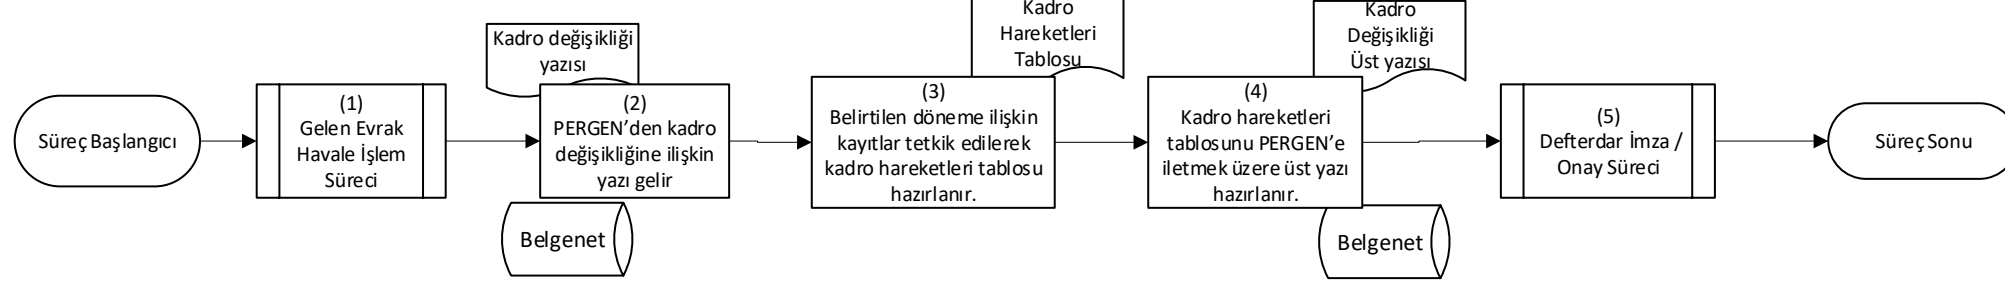 Süreç Başlangıcı
(1)
Gelen Evrak
Havale İşlem
Süreci
Kadro değişikliği
yazısı
(2)
PERGEN’den kadro
değişikliğine ilişkin
yazı gelir
Belgenet
Kadro
Hareketleri
Tablosu
(3)
Belirtilen döneme ilişkin
kayıtlar tetkik edilerek
kadro hareketleri tablosu
hazırlanır.
Kadro
Değişikliği
Üst yazısı
(4)
Kadro hareketleri
tablosunu PERGEN’e
iletmek üzere üst yazı
hazırlanır.
Belgenet
(5)
Defterdar İmza /
Onay Süreci
Süreç Sonu